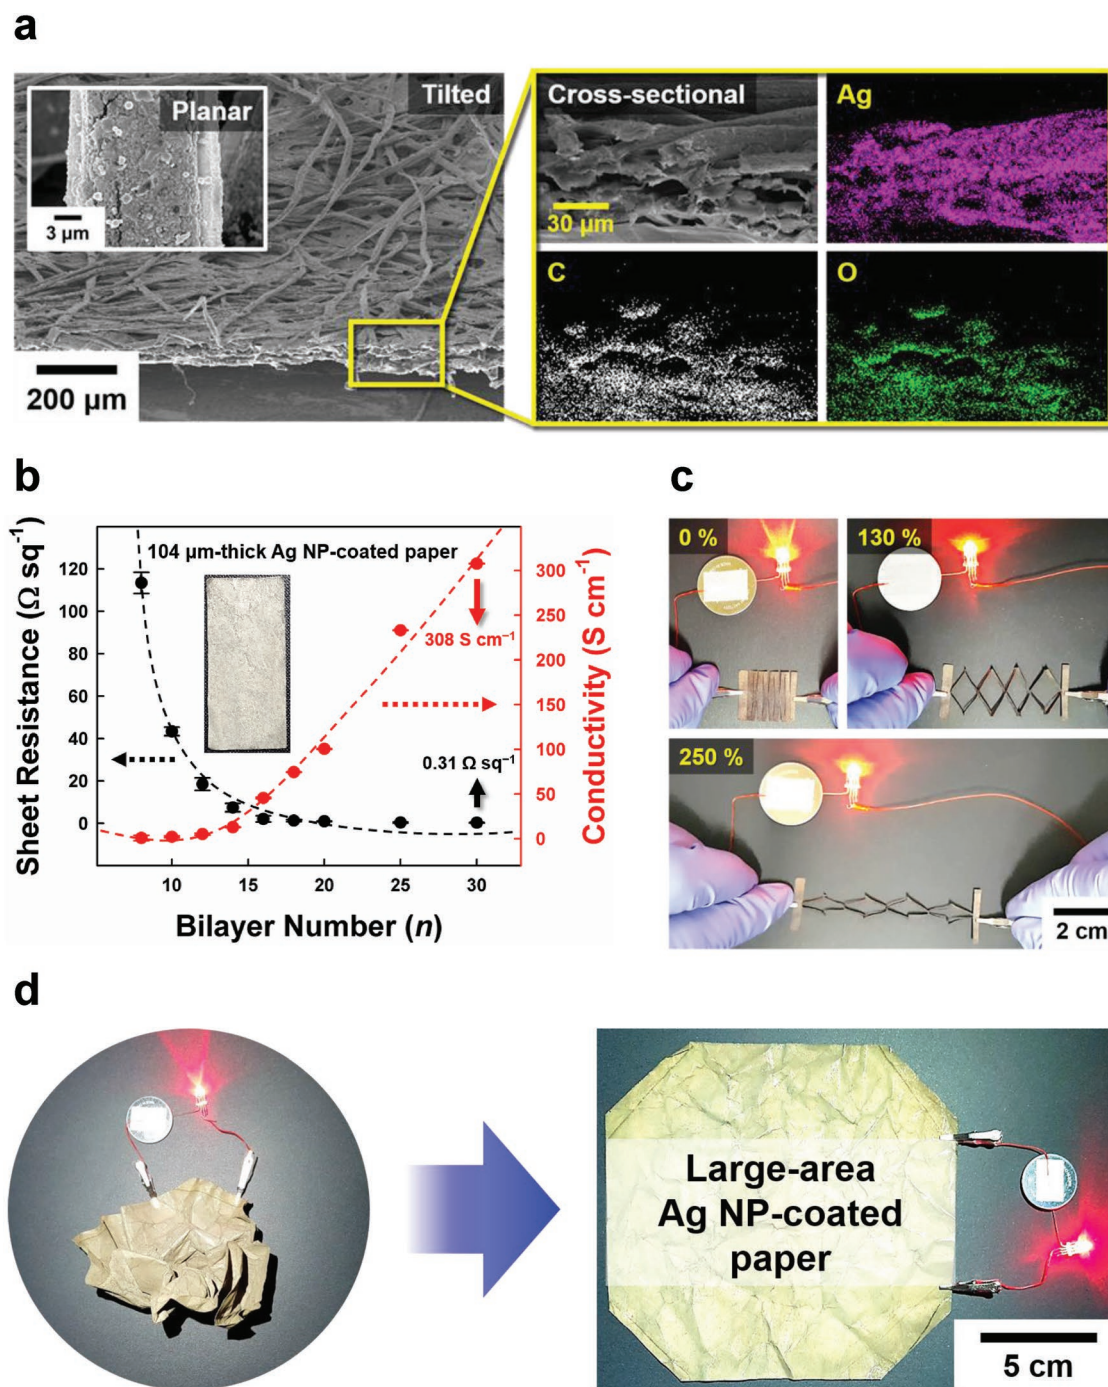 a
Planar
Tilted
3 μm
200 μm
Cross-sectional
30 μm
Ag
C
O
b
Sheet Resistance (Ω sq⁻¹)
120
100
80
60
40
20
0
104 μm-thick Ag NP-coated paper
308 S cm⁻¹
0.31 Ω sq⁻¹
300
250
200
150
100
50
0
Conductivity (S cm⁻¹)
10
15
20
25
30
Bilayer Number (n)
c
0 %
130 %
250 %
2 cm
d
Large-area
Ag NP-coated
paper
5 cm